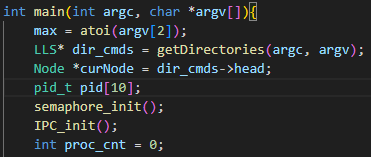 int main(int argc, char *argv[]){
max = atoi(argv[2]);
LLS* dir_cmds = getDirectories(argc, argv);
Node *curNode = dir_cmds->head;
pid_t pid[10];
semaphore_init();
IPC_init();
int proc_cnt = 0;